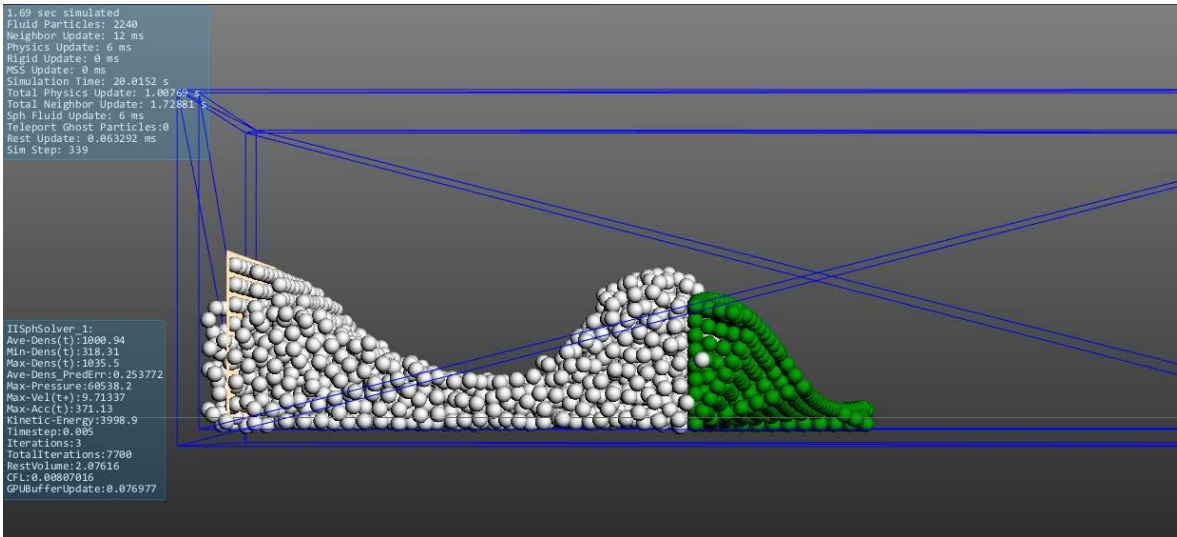 1.69 sec simulated
Fluid Particles: 2240
Neighbor Update: 12 ms
Physics Update: 6 ms
Rigid Update: 0 ms
MSS Update: 0 ms
Simulation Time: 20.0152 s
Total Physics Update: 1.00769 s
Total Neighbor Update: 1.72881 s
Sph Fluid Update: 6 ms
Teleport Ghost Particles:0
Rest Update: 0.063292 ms
Sim Step: 339
IISphSolver_1:
Ave-Dens(t):1000.94
Min-Dens(t):318.31
Max-Dens(t):1035.5
Ave-Dens_PredErr:0.253772
Max-Pressure:60538.2
Max-Vel(t+):9.71337
Max-Acc(t):371.13
Kinetic-Energy:3998.9
Timestep:0.005
Iterations:3
TotalIterations:7700
RestVolume:2.07616
CFL:0.00807016
GPUBufferUpdate:0.076977